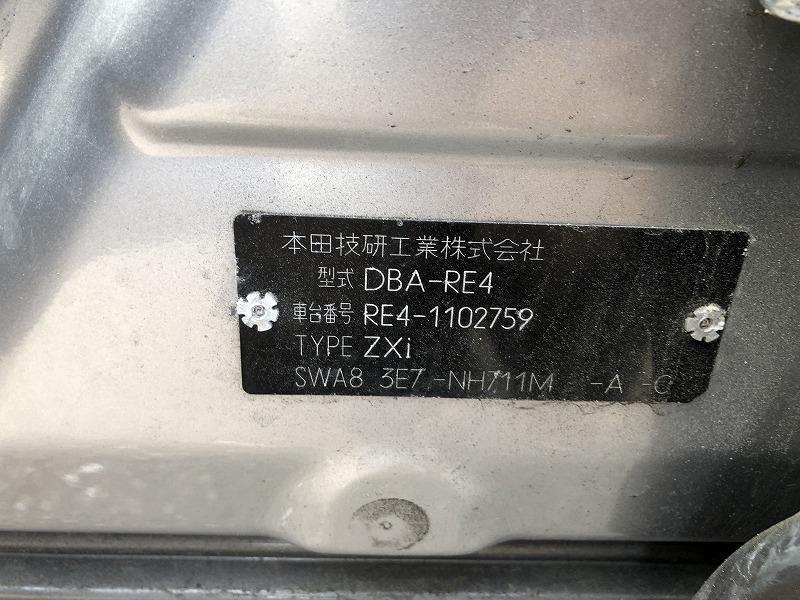 本田技研工業株式会社
型式 DBA-RE4
車台番号 RE4-1102759
TYPE ZXi
SWA8 3E7 -NH711M -A -C